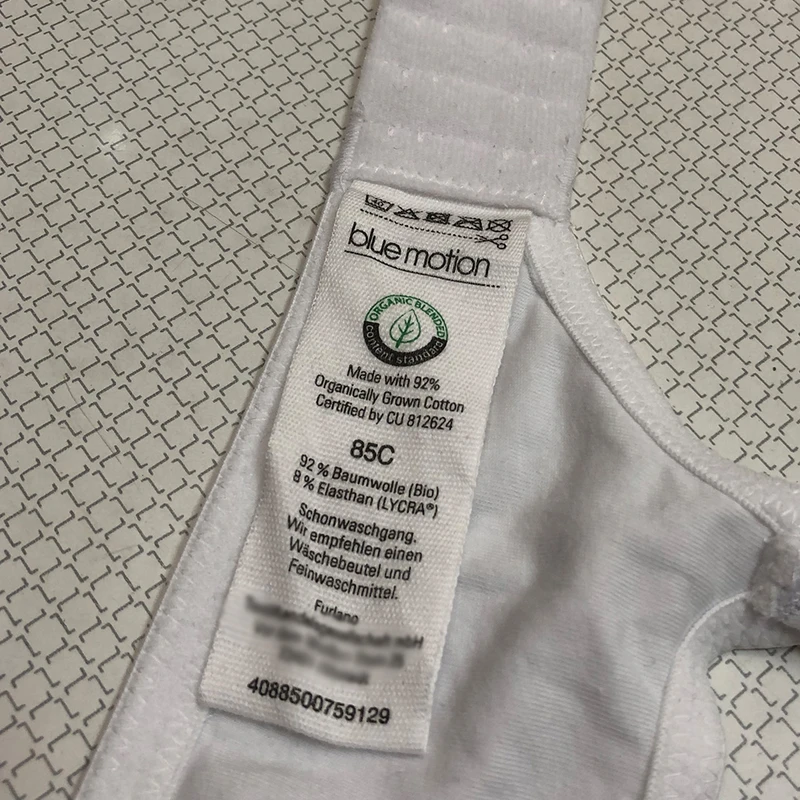 blue motion
ORGANIC BLENDED
content standard
Made with 92%
Organically Grown Cotton
Certified by CU 812624
85C
92 % Baumwolle (Bio)
8 % Elasthan (LYCRA®)
Schonwaschgang.
Wir empfehlen einen
Wäschebeutel und
Feinwaschmittel.
Furlano
4088500759129